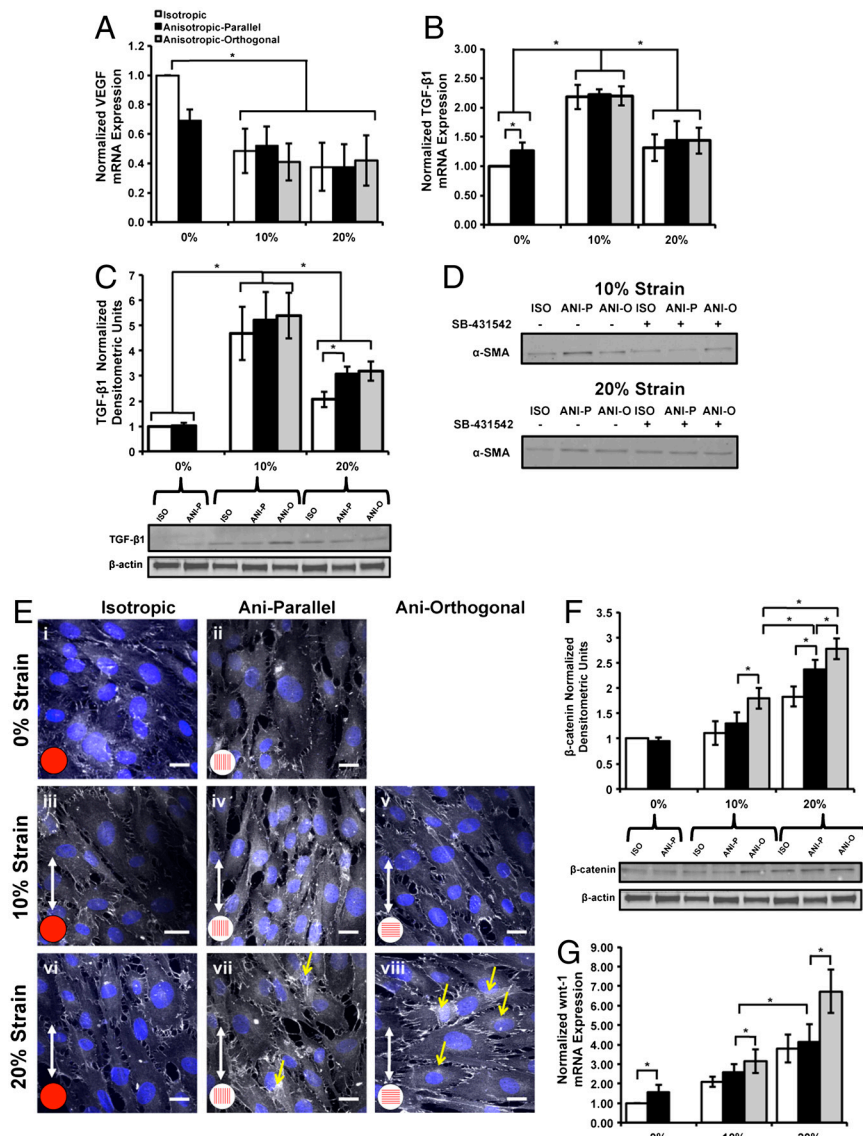 A
Isotropic
Anisotropic-Parallel
Anisotropic-Orthogonal
Normalized VEGF
mRNA Expression
1.2
1.0
0.8
0.6
0.4
0.2
0.0
*
0% 10% 20%
B
Normalized TGF-β1
mRNA Expression
3.00
2.50
2.00
1.50
1.00
0.50
0.00
* *
*
0% 10% 20%
C
TGF-β1 Normalized
Densitometric Units
7
6
5
4
3
2
1
0
* *
*
0% 10% 20%
ISO ANI-P ISO ANI-P ANI-O ISO ANI-P ANI-O
TGF-β1
β-actin
D
10% Strain
ISO ANI-P ANI-O ISO ANI-P ANI-O
SB-431542 - - - + + +
α-SMA
20% Strain
ISO ANI-P ANI-O ISO ANI-P ANI-O
SB-431542 - - - + + +
α-SMA
E
Isotropic Ani-Parallel Ani-Orthogonal
0% Strain
i ii
10% Strain
iii iv v
20% Strain
vi vii viii
F
β-catenin Normalized
Densitometric Units
3.5
3
2.5
2
1.5
1
0.5
0
*
* *
* *
0% 10% 20%
ISO ANI-P ISO ANI-P ANI-O ISO ANI-P ANI-O
β-catenin
β-actin
G
Normalized wnt-1
mRNA Expression
9.00
8.00
7.00
6.00
5.00
4.00
3.00
2.00
1.00
*
*
*
*